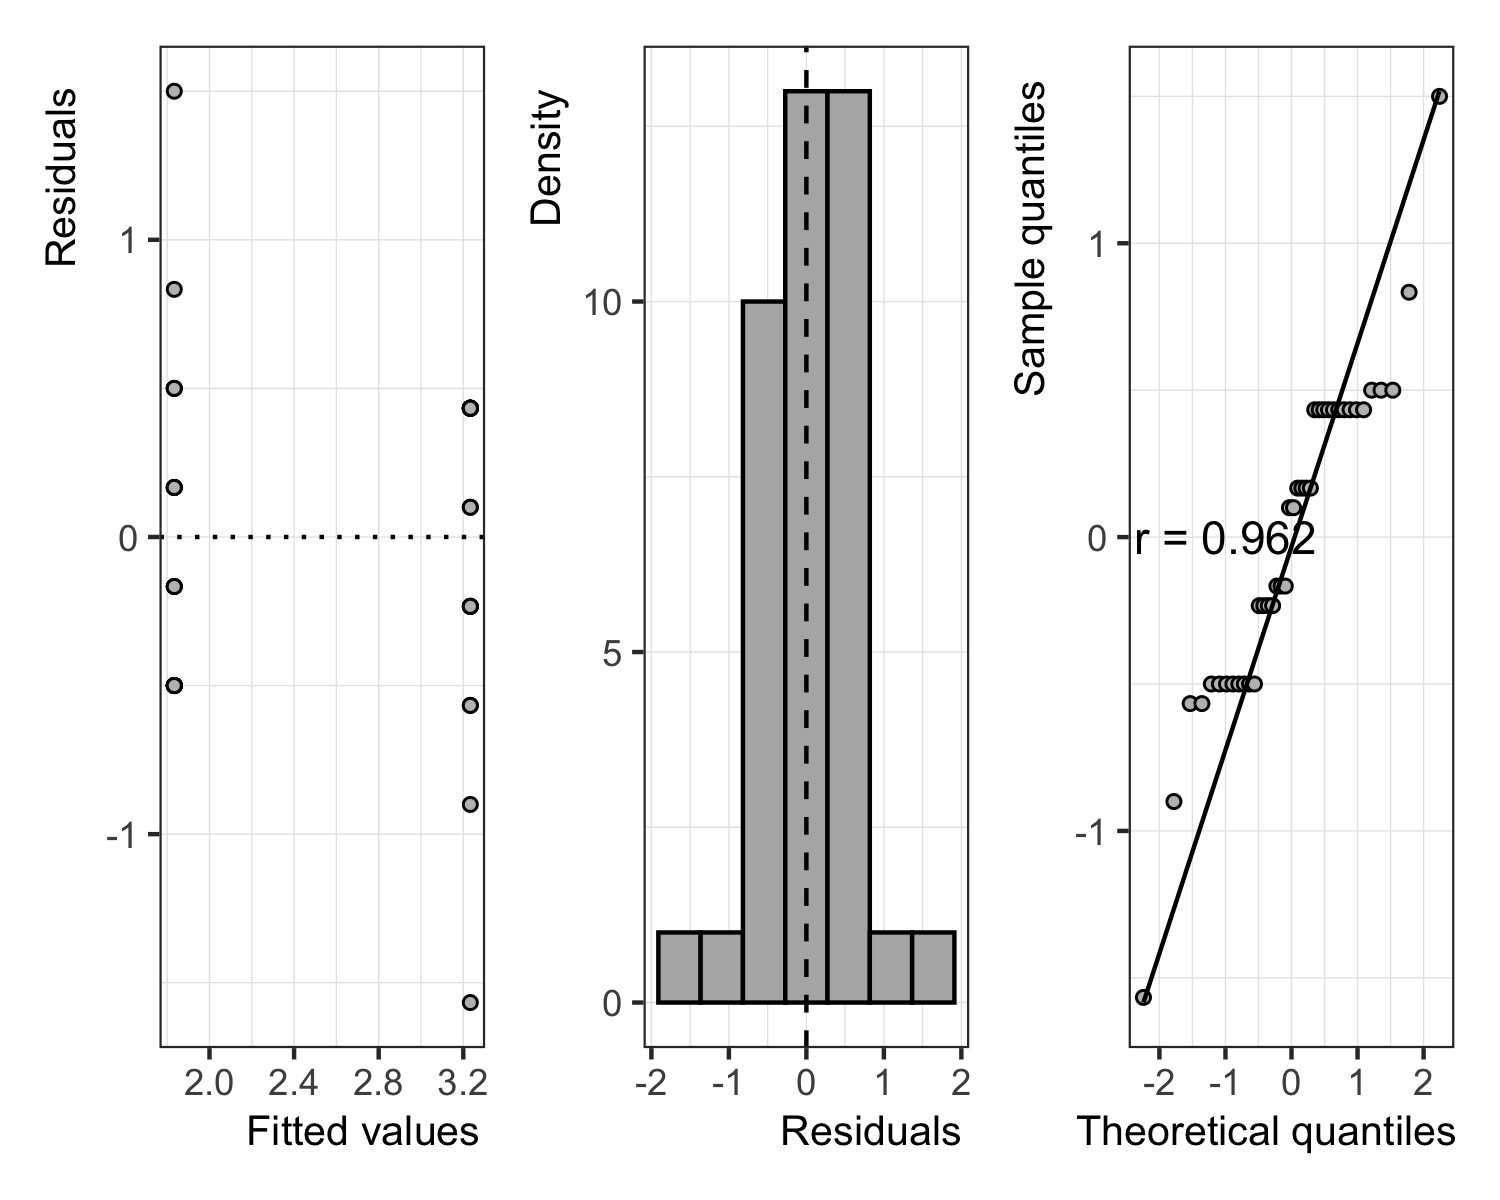 Residuals
1
0
-1
2.0 2.4 2.8 3.2
Fitted values
Density
10
5
0
-2 -1 0 1 2
Residuals
Sample quantiles
1
0
-1
r = 0.962
-2 -1 0 1 2
Theoretical quantiles